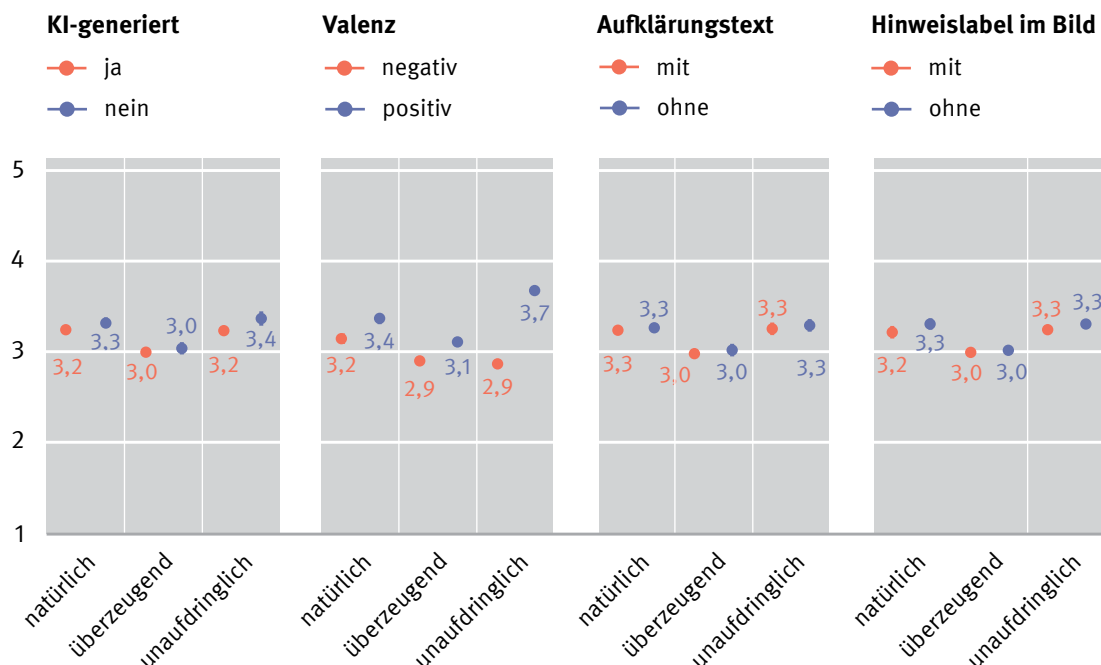 KI-generiert
ja
nein
Valenz
negativ
positiv
Aufklärungstext
mit
ohne
Hinweislabel im Bild
mit
ohne
5
4
3
2
1
3,2
3,3
3,0
3,0
3,2
3,4
3,2
3,4
2,9
3,1
2,9
3,7
3,3
3,3
3,0
3,0
3,3
3,3
3,2
3,3
3,0
3,0
3,3
3,3
natürlich
überzeugend
unaufdringlich
natürlich
überzeugend
unaufdringlich
natürlich
überzeugend
unaufdringlich
natürlich
überzeugend
unaufdringlich